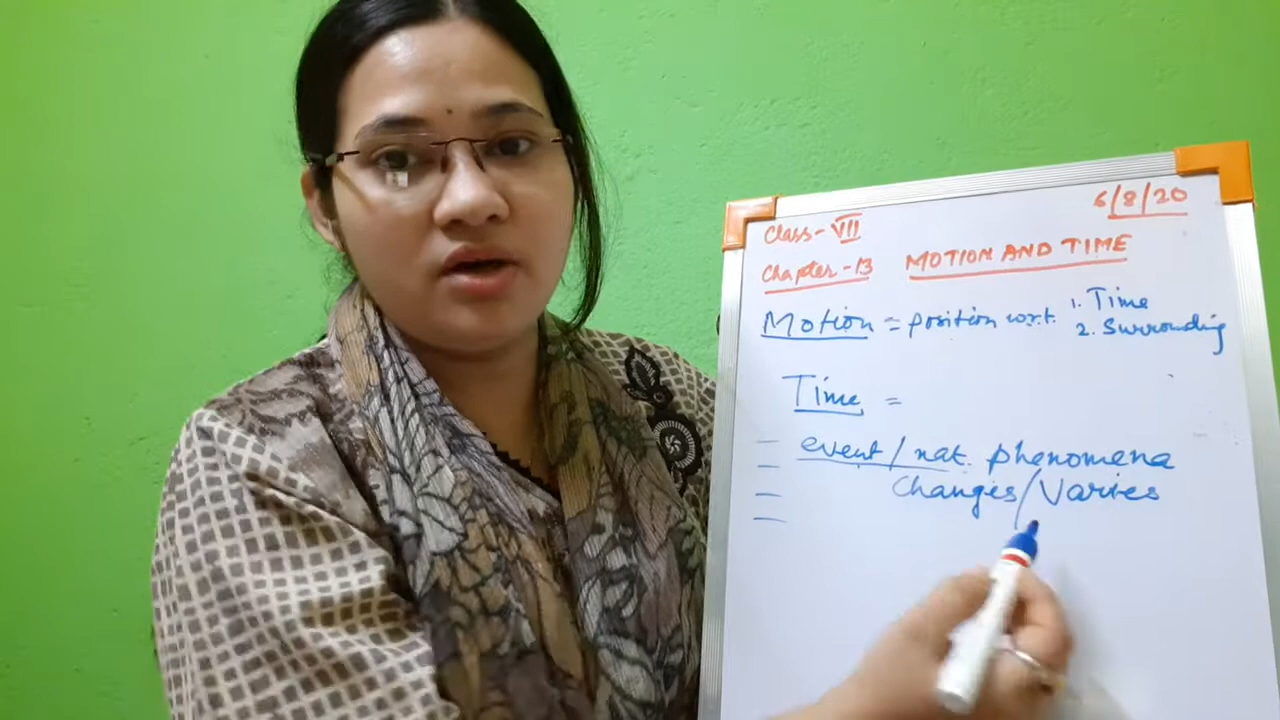 6/8/20
Class - VII
Chapter - 13 MOTION AND TIME
Motion = position w.r.t. 1. Time
2. Surrounding
Time =
event / nat. phenomena
Changes/Varies